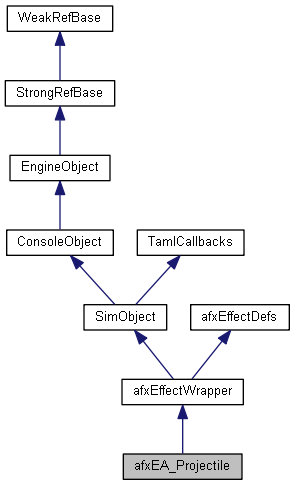 WeakRefBase
StrongRefBase
EngineObject
ConsoleObject
TamlCallbacks
SimObject
afxEffectDefs
afxEffectWrapper
afxEA_Projectile